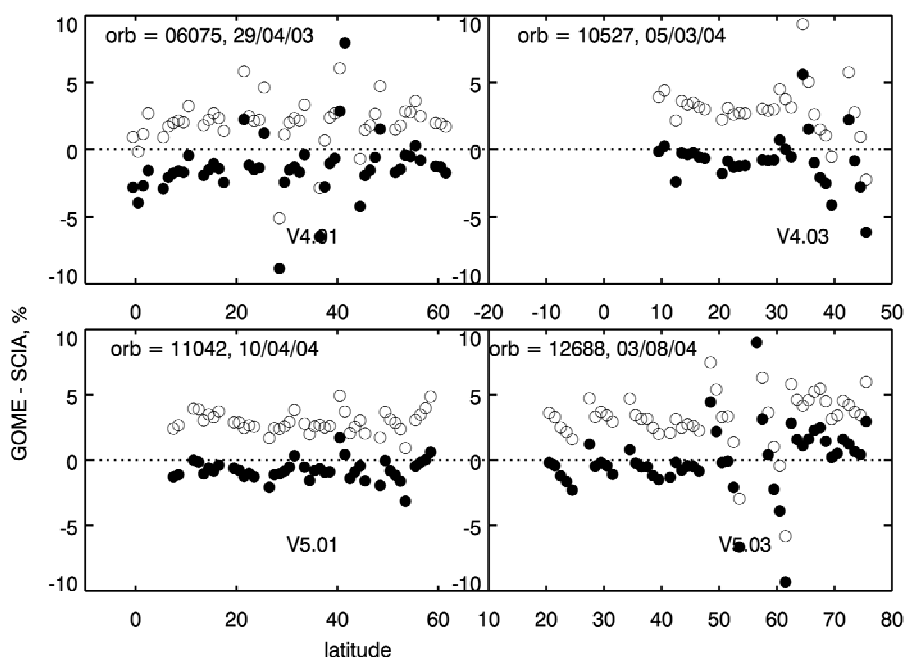 10
orb = 06075, 29/04/03
orb = 10527, 05/03/04
10
5
5
0
0
-5
V4.01
V4.03
-5
-10
-10
0 20 40 60
-20 -10 0 10 20 30 40 50
10
orb = 11042, 10/04/04
orb = 12688, 03/08/04
10
5
5
0
0
-5
V5.01
V5.03
-5
-10
-10
0 20 40 60
10 20 30 40 50 60 70 80
GOME - SCIA, %
latitude